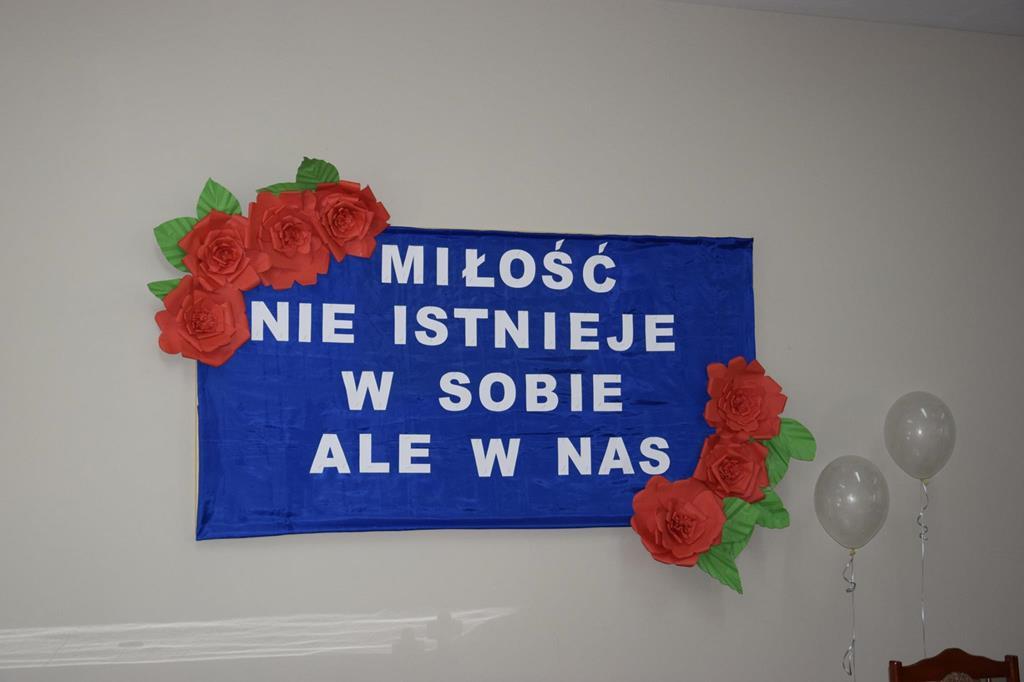 MIŁOŚĆ
NIE ISTNIEJE
W SOBIE
ALE W NAS